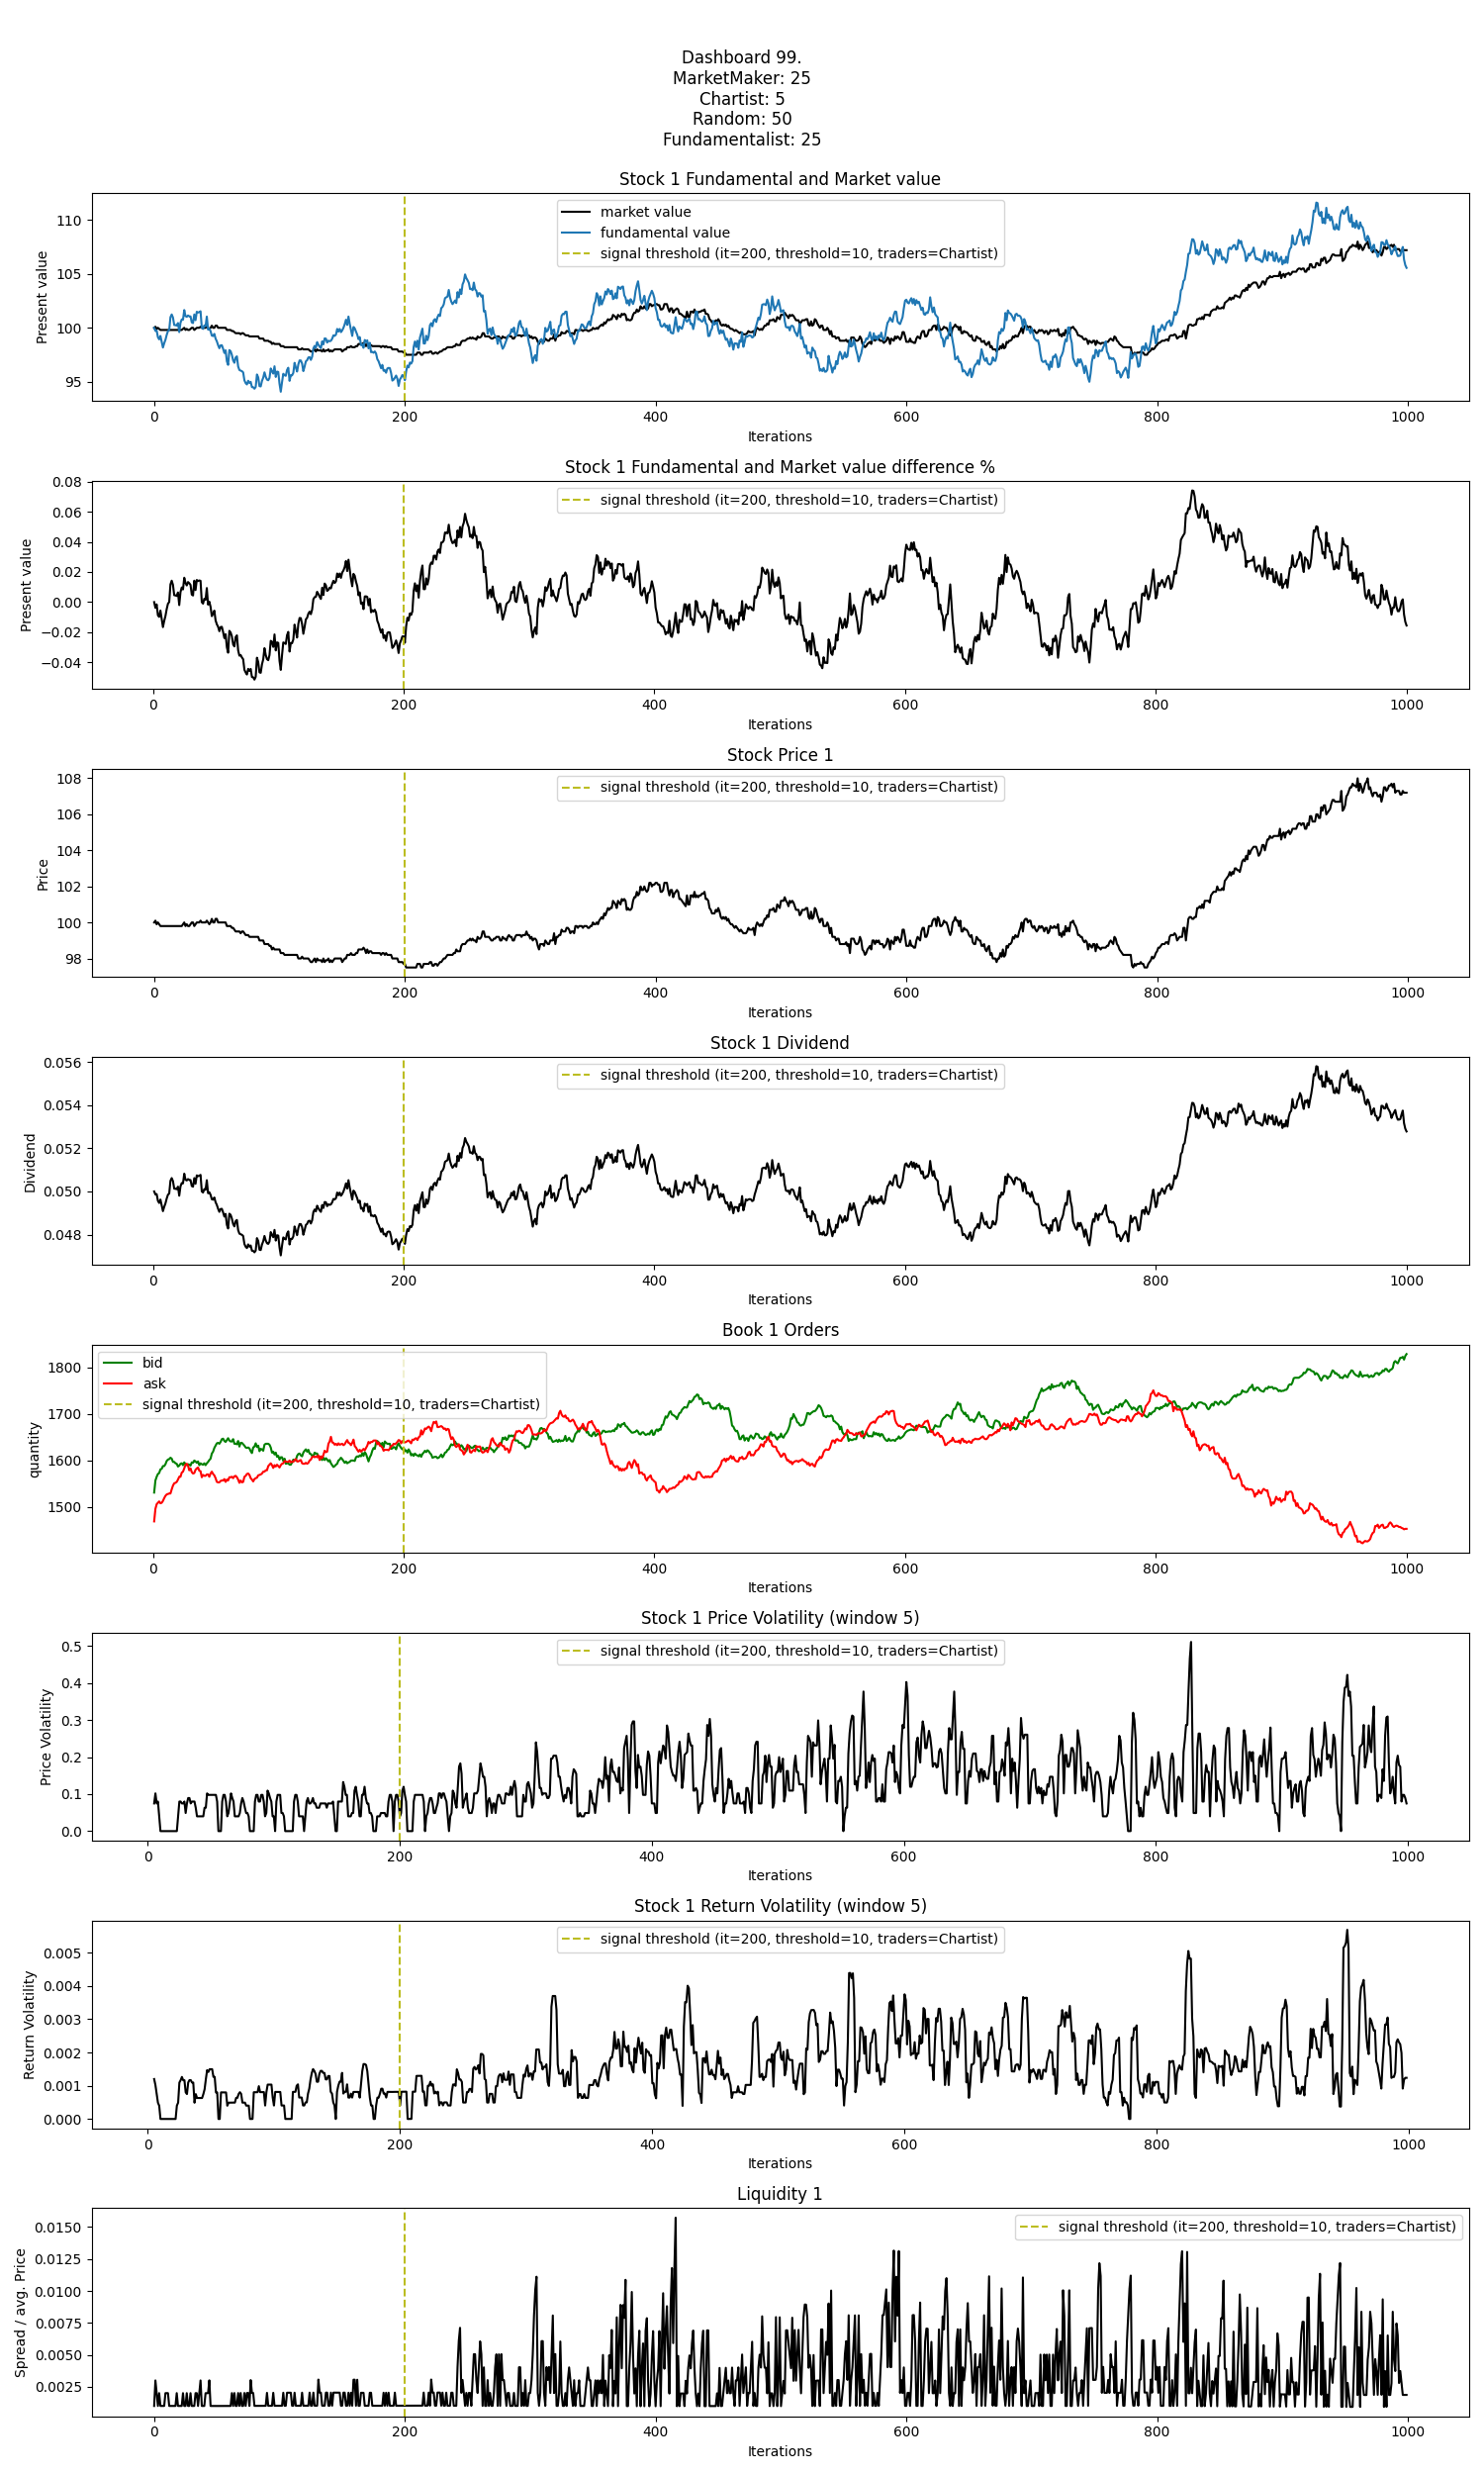 Dashboard 99.
MarketMaker: 25
Chartist: 5
Random: 50
Fundamentalist: 25
Stock 1 Fundamental and Market value
market value
fundamental value
signal threshold (it=200, threshold=10, traders=Chartist)
Present value
110
105
100
95
0 200 400 600 800 1000
Iterations
Stock 1 Fundamental and Market value difference %
signal threshold (it=200, threshold=10, traders=Chartist)
Present value
0.08
0.06
0.04
0.02
0.00
−0.02
−0.04
0 200 400 600 800 1000
Iterations
Stock Price 1
signal threshold (it=200, threshold=10, traders=Chartist)
Price
108
106
104
102
100
98
0 200 400 600 800 1000
Iterations
Stock 1 Dividend
signal threshold (it=200, threshold=10, traders=Chartist)
Dividend
0.056
0.054
0.052
0.050
0.048
0 200 400 600 800 1000
Iterations
Book 1 Orders
bid
ask
signal threshold (it=200, threshold=10, traders=Chartist)
quantity
1800
1700
1600
1500
0 200 400 600 800 1000
Iterations
Stock 1 Price Volatility (window 5)
signal threshold (it=200, threshold=10, traders=Chartist)
Price Volatility
0.5
0.4
0.3
0.2
0.1
0.0
0 200 400 600 800 1000
Iterations
Stock 1 Return Volatility (window 5)
signal threshold (it=200, threshold=10, traders=Chartist)
Return Volatility
0.005
0.004
0.003
0.002
0.001
0.000
0 200 400 600 800 1000
Iterations
Liquidity 1
signal threshold (it=200, threshold=10, traders=Chartist)
Spread / avg. Price
0.0150
0.0125
0.0100
0.0075
0.0050
0.0025
0 200 400 600 800 1000
Iterations